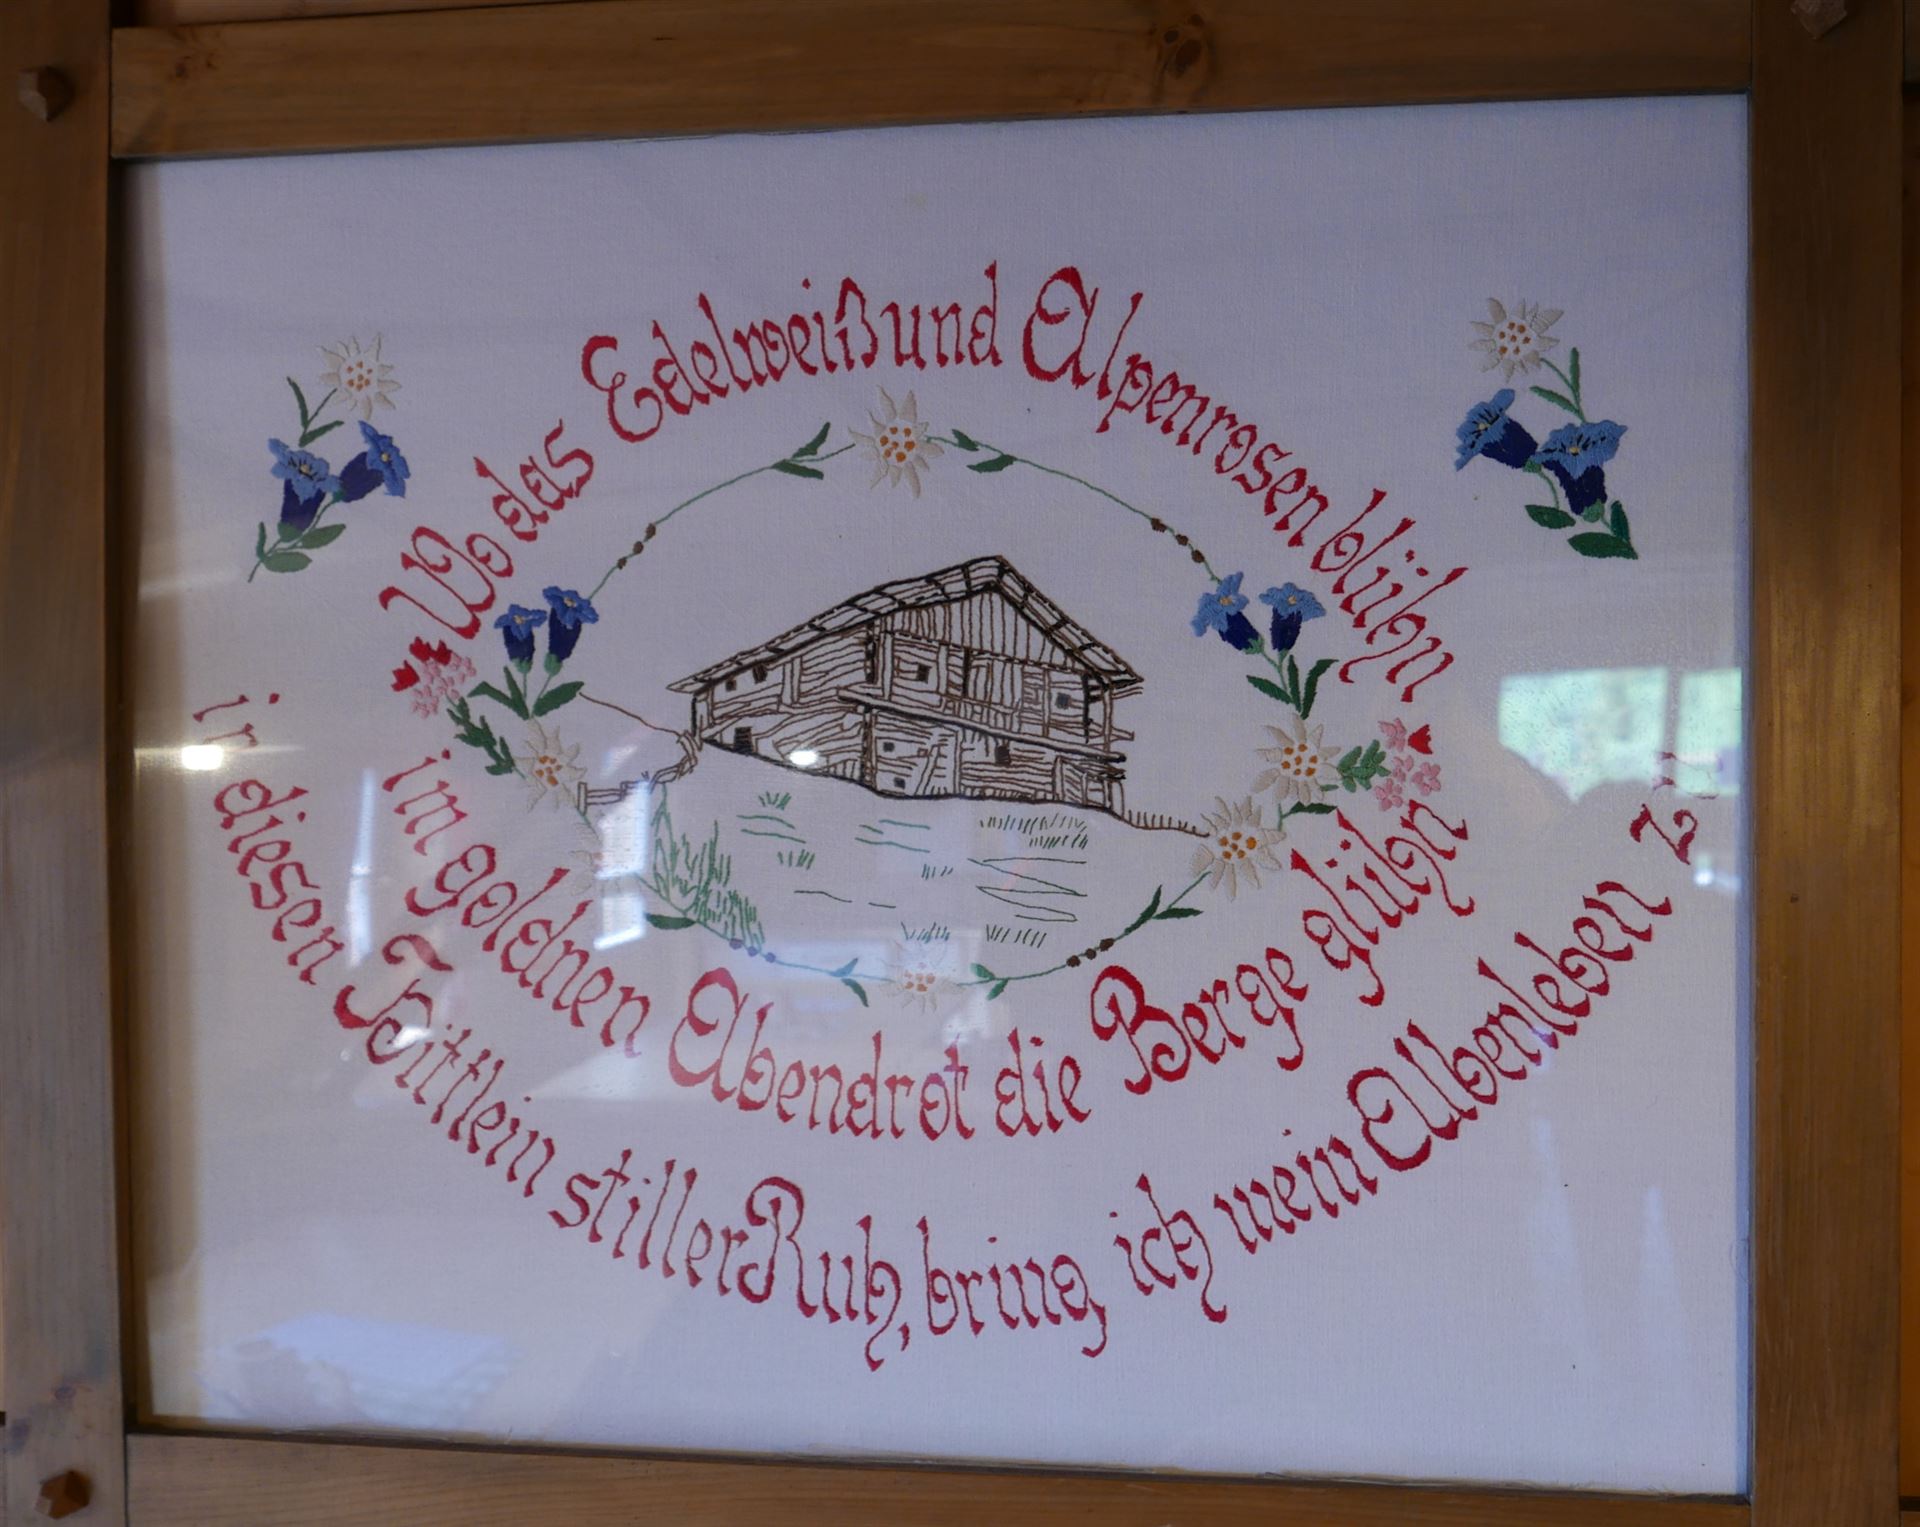 Wo das Edelweiß und Alpenrosen blühn
im goldnen Abendrot die Berge glühn
in diesen Hüttlein stiller Ruh, bring ich mein Albenleben zu